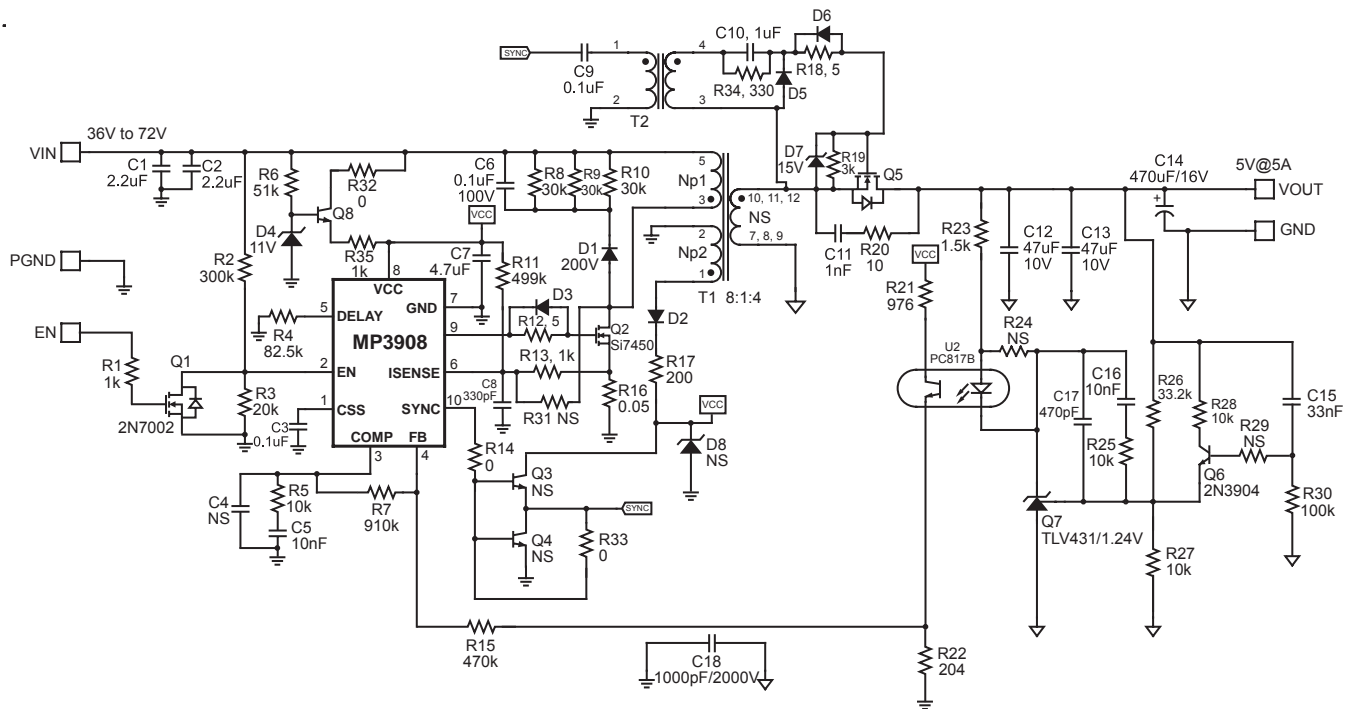 D6
C10, 1uF
SYNC
1
4
C9
0.1uF
R34, 330
R18, 5
D5
2
3
T2
36V to 72V
VIN
C1
2.2uF
C2
2.2uF
R6
51k
R32
0
Q8
D4
11V
R35
1k
C6
0.1uF
100V
R8
30k
R9
30k
R10
30k
VCC
C7
4.7uF
R11
499k
D1
200V
5
Np1
3
2
Np2
1
10, 11, 12
NS
7, 8, 9
T1 8:1:4
D7
15V
R19
3k
Q5
C11
1nF
R20
10
C14
470uF/16V
5V@5A
VOUT
GND
R23
1.5k
C12
47uF
10V
C13
47uF
10V
PGND
R2
300k
EN
R1
1k
Q1
2N7002
R3
20k
R4
82.5k
C3
0.1uF
8
VCC
5
DELAY
GND
7
MP3908
9
2
EN
ISENSE
6
1
CSS
SYNC
10
COMP
FB
3
4
D3
R12, 5
Q2
Si7450
R13, 1k
C8
330pF
R31 NS
R16
0.05
D2
R17
200
VCC
D8
NS
R14
0
Q3
NS
SYNC
Q4
NS
R33
0
C4
NS
R5
10k
C5
10nF
R7
910k
VCC
R21
976
U2
PC817B
R24
NS
C17
470pF
C16
10nF
R25
10k
R26
33.2k
R28
10k
R29
NS
C15
33nF
Q6
2N3904
R30
100k
Q7
TLV431/1.24V
R27
10k
R15
470k
C18
1000pF/2000V
R22
204